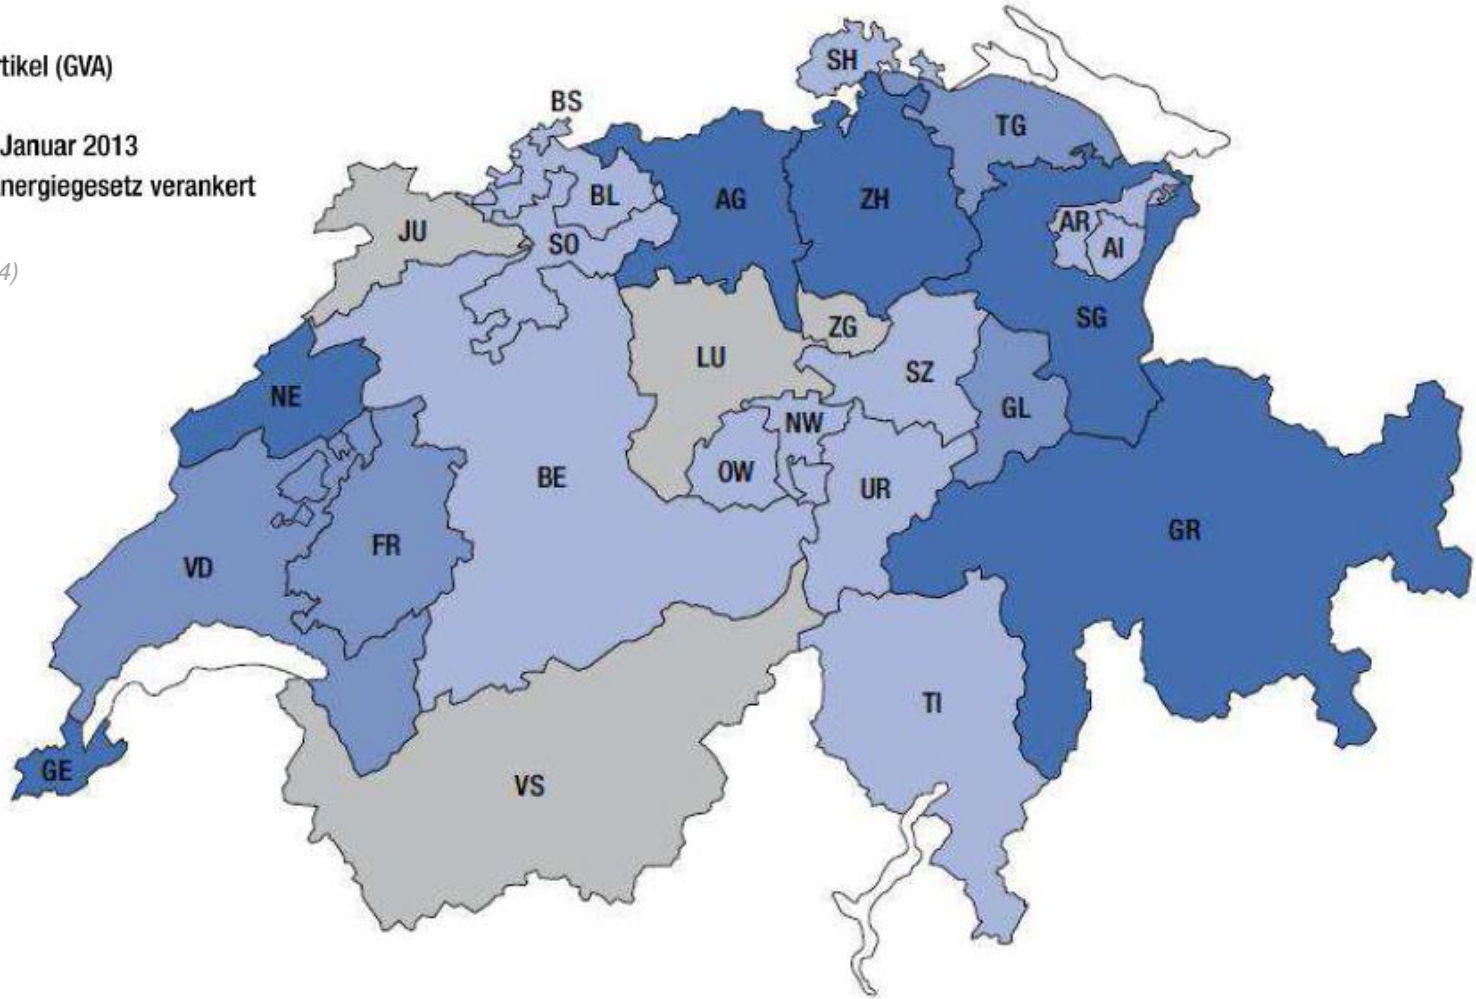 tikel (GVA)
Januar 2013
nergiegesetz verankert
4)
SH
BS
TG
BL
AG
ZH
JU
SO
AR
AI
ZG
SG
LU
SZ
NE
GL
NW
OW
BE
UR
FR
VD
GR
TI
GE
VS